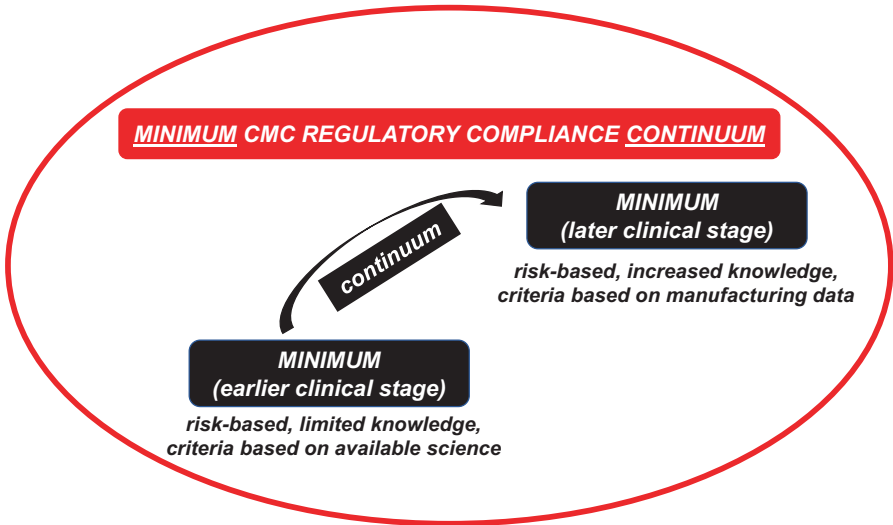 MINIMUM CMC REGULATORY COMPLIANCE CONTINUUM
MINIMUM
(later clinical stage)
risk-based, increased knowledge,
criteria based on manufacturing data
continuum
MINIMUM
(earlier clinical stage)
risk-based, limited knowledge,
criteria based on available science